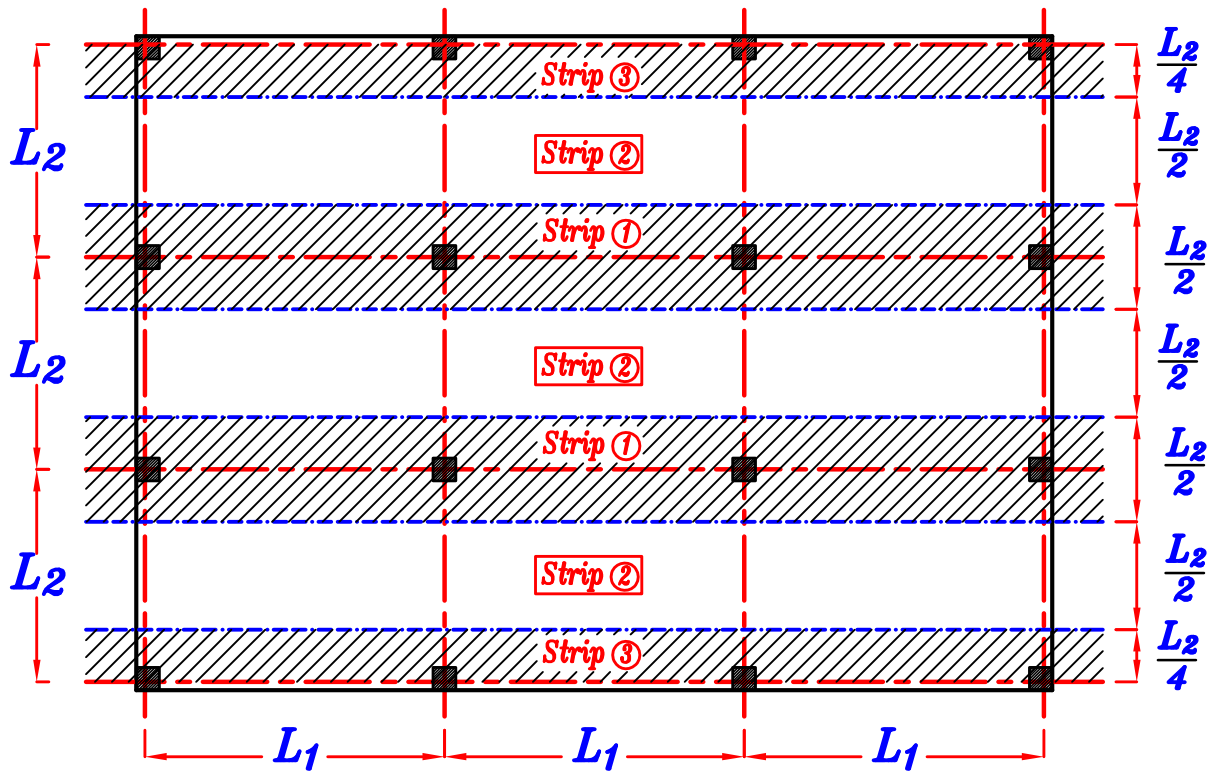 Strip ③
L2/4
L2
Strip ②
L2/2
Strip ①
L2/2
L2
Strip ②
L2/2
Strip ①
L2/2
L2
Strip ②
L2/2
Strip ③
L2/4
L1 L1 L1